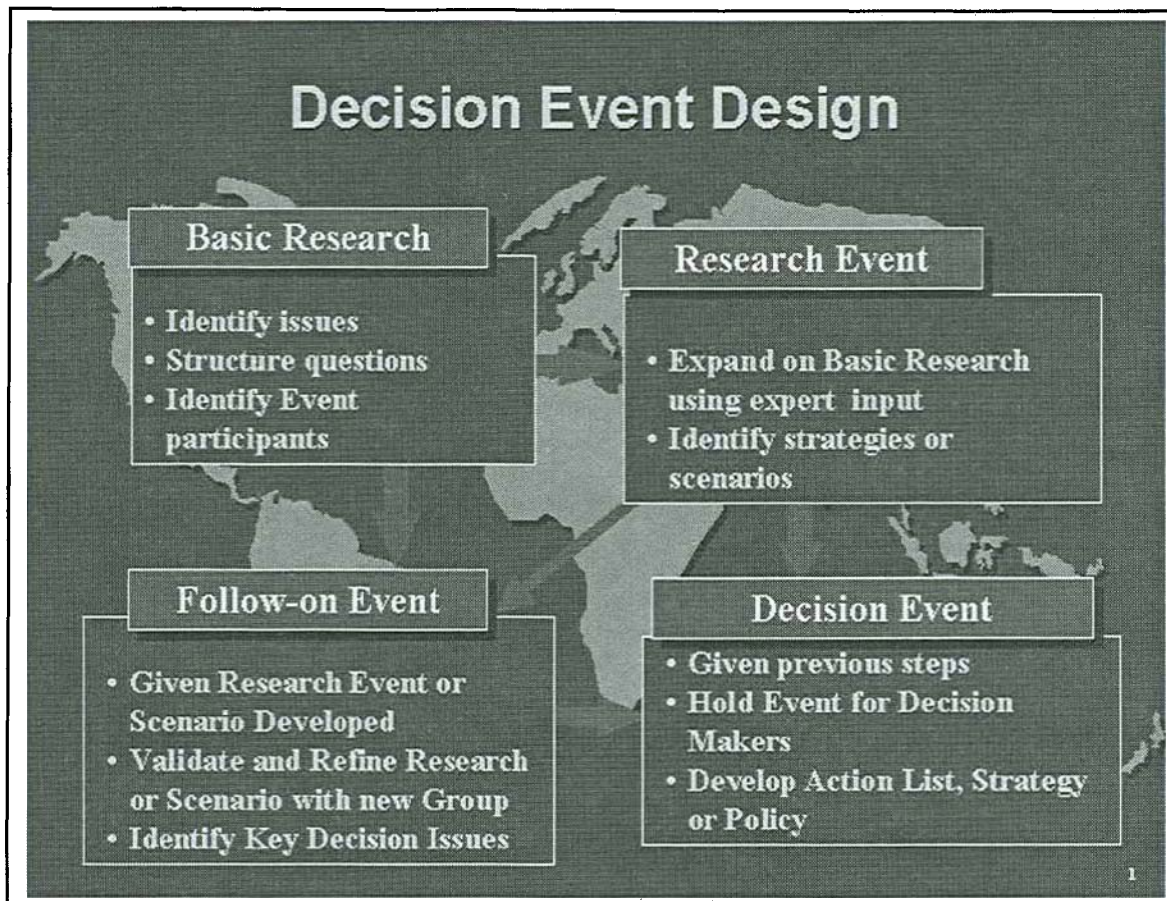 Decision Event Design
Basic Research
• Identify issues
• Structure questions
• Identify Event
participants
Research Event
• Expand on Basic Research
using expert input
• Identify strategies or
scenarios
Follow-on Event
• Given Research Event or
Scenario Developed
• Validate and Refine Research
or Scenario with new Group
• Identify Key Decision Issues
Decision Event
• Given previous steps
• Hold Event for Decision
Makers
• Develop Action List, Strategy
or Policy
1